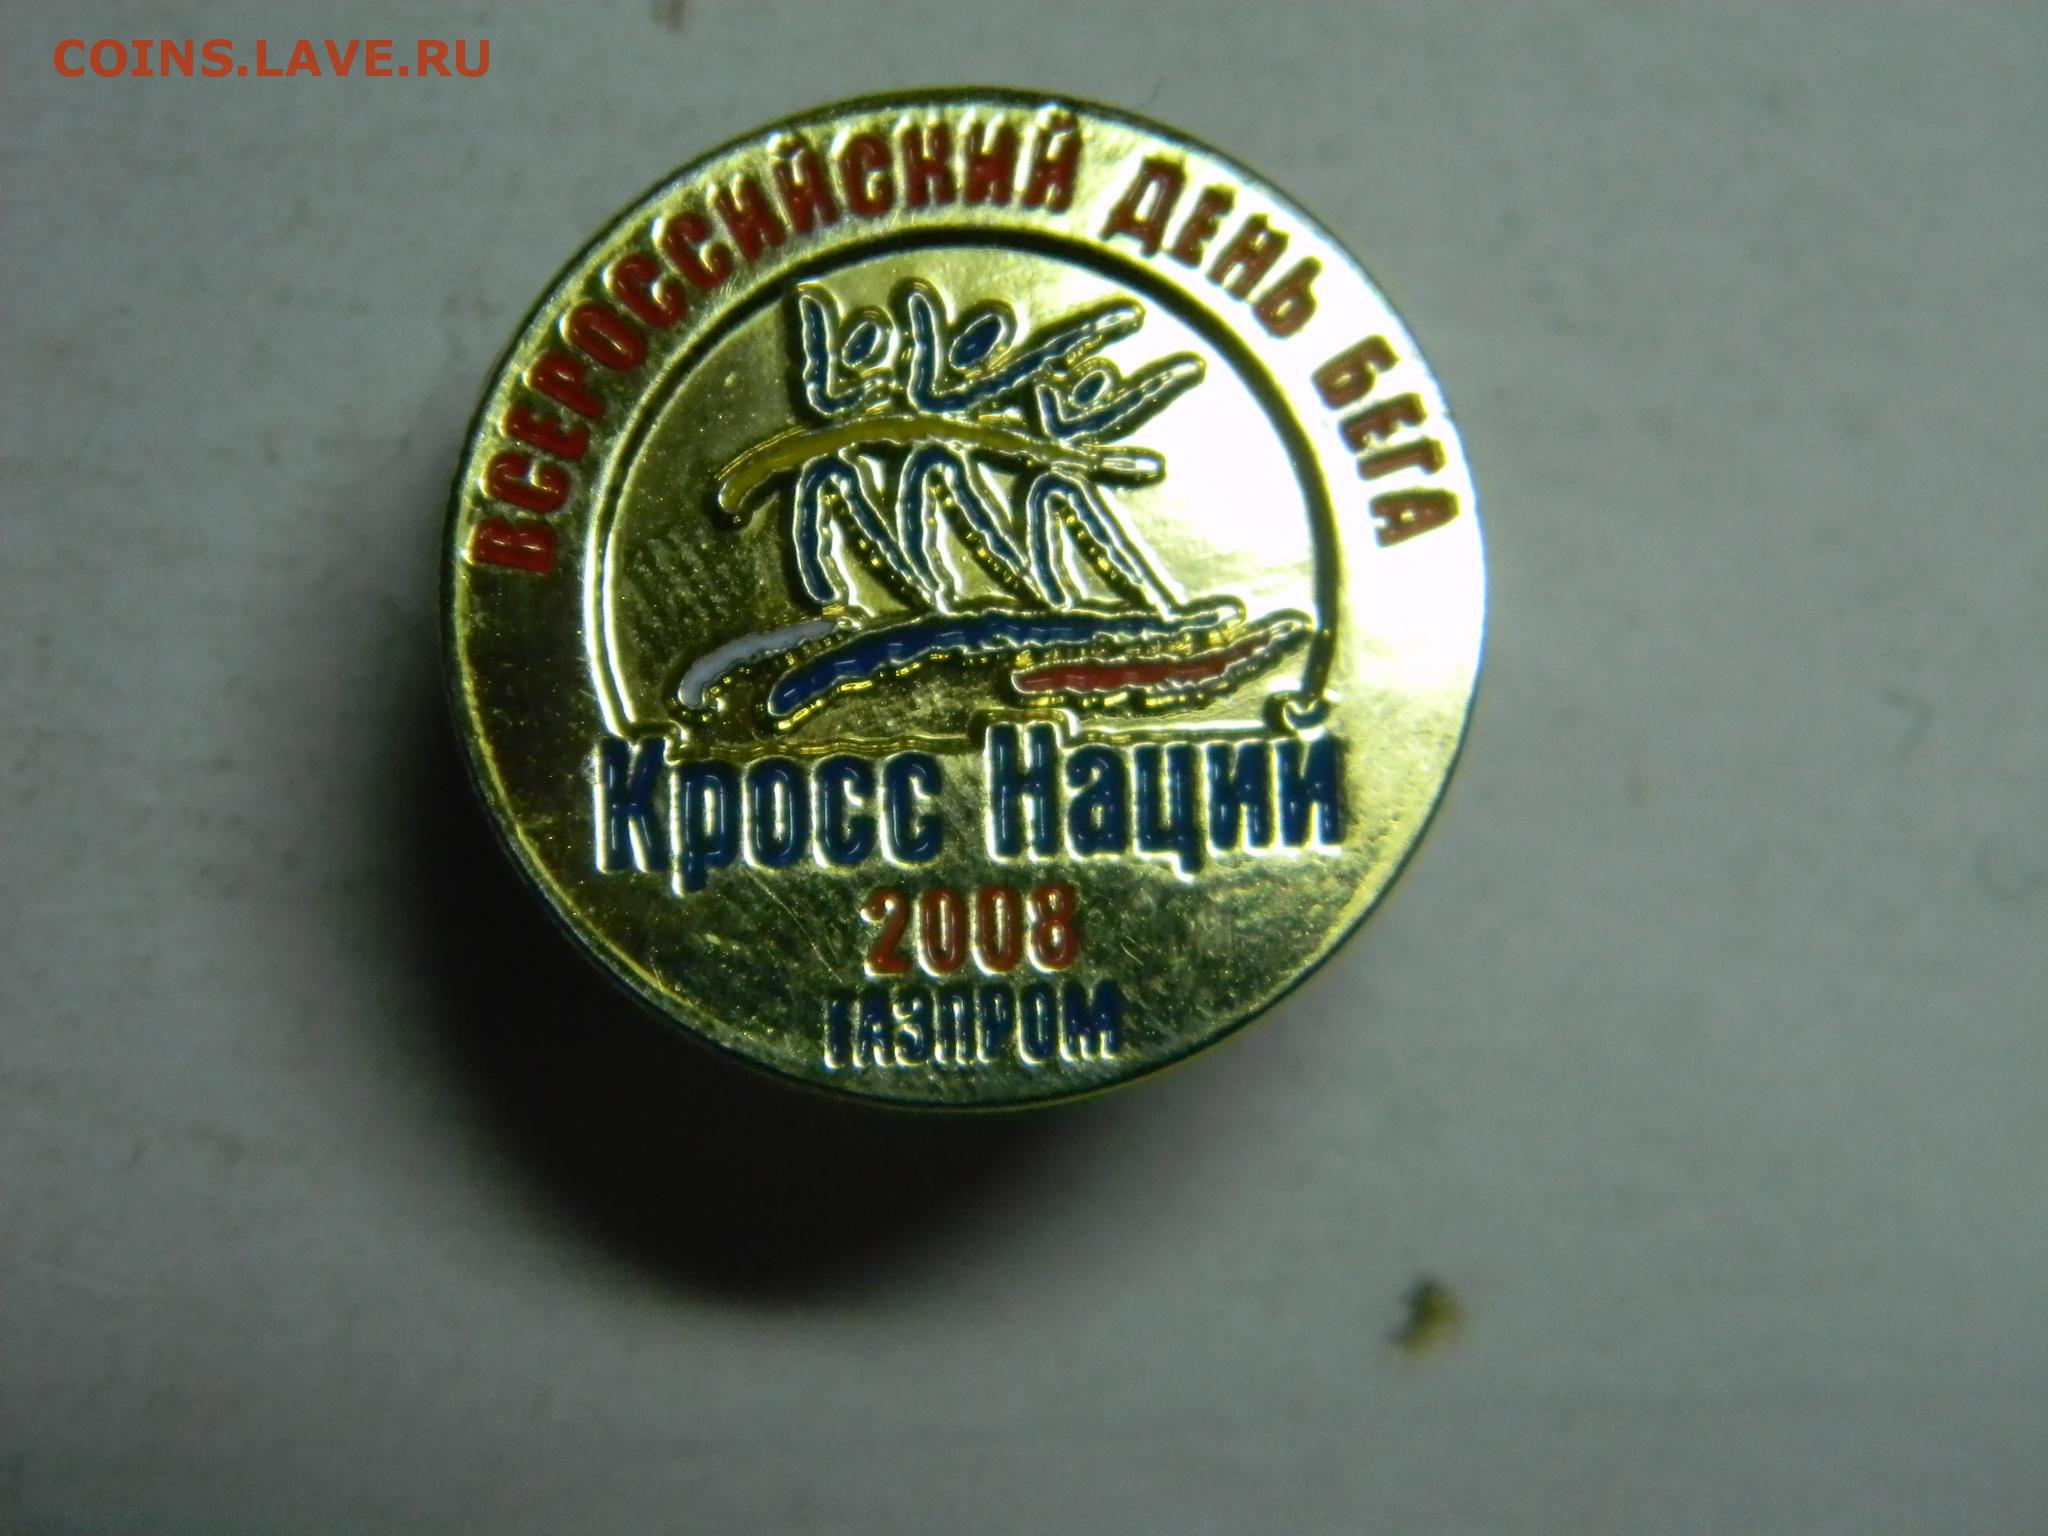 COINS.LAVE.RU
ВСЕРОССИЙСКИЙ ДЕНЬ БЕГА
Кросс Наций
2008
ГАЗПРОМ